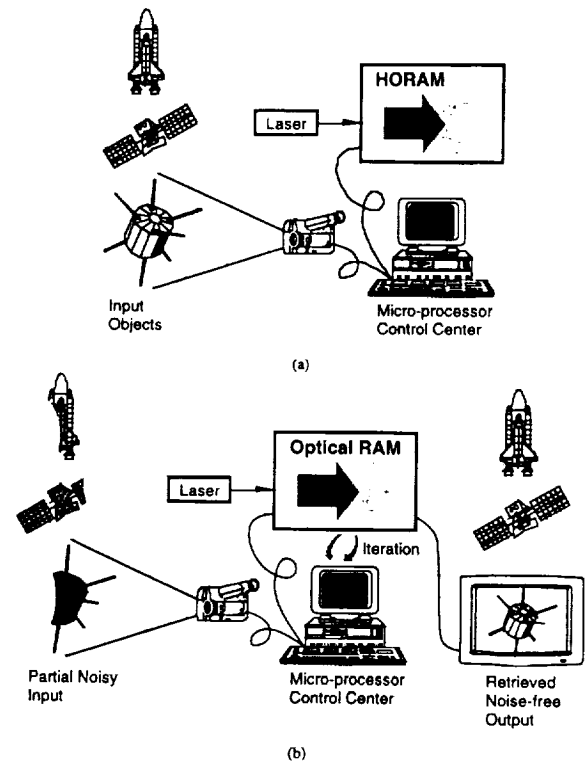 HORAM
Laser
Input
Objects
Micro-processor
Control Center
(a)
Optical RAM
Laser
Iteration
Partial Noisy
Input
Micro-processor
Control Center
Retrieved
Noise-free
Output
(b)